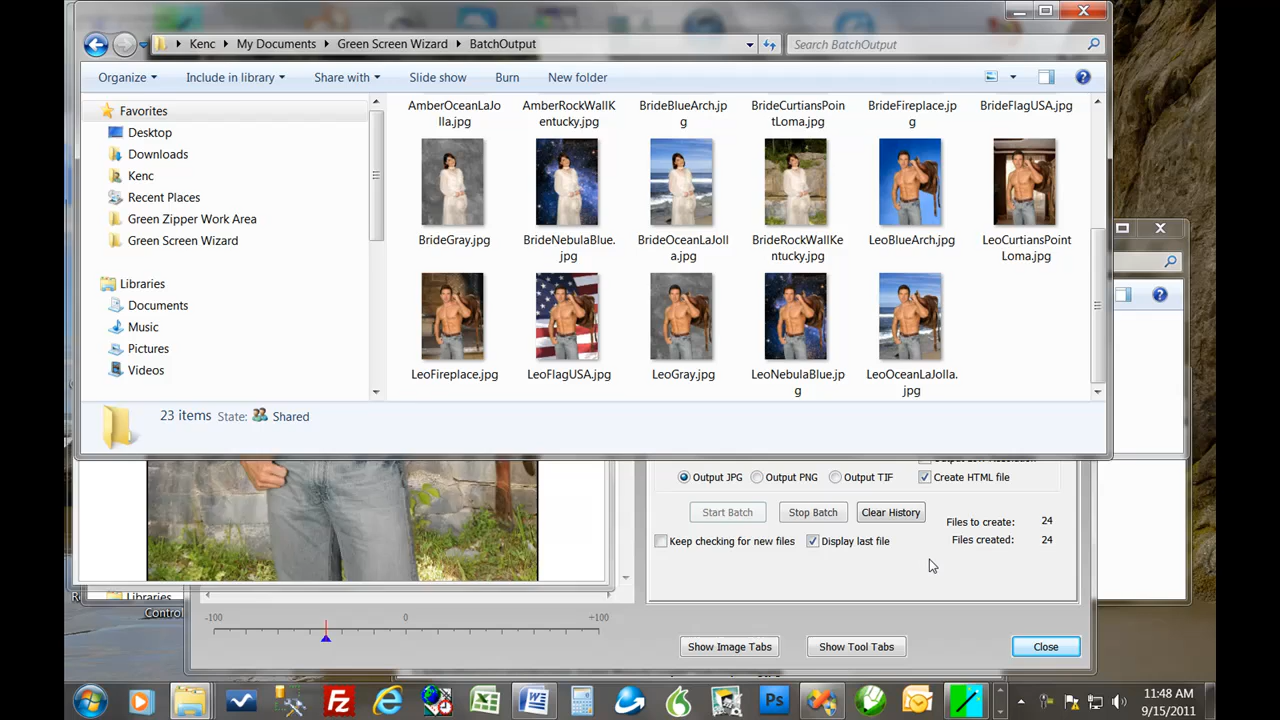 Kenc
My Documents
Green Screen Wizard
BatchOutput
Search BatchOutput
Organize
Include in library
Share with
Slide show
Burn
New folder
Favorites
Desktop
Downloads
Kenc
Recent Places
Green Zipper Work Area
Green Screen Wizard
Libraries
Documents
Music
Pictures
Videos
AmberOceanLaJo
lla.jpg
AmberRockWallK
entucky.jpg
BrideBlueArch.jp
g
BrideCurtiansPoin
tLoma.jpg
BrideFireplace.jp
g
BrideFlagUSA.jpg
BrideGray.jpg
BrideNebulaBlue.
jpg
BrideOceanLaJoll
a.jpg
BrideRockWallKe
ntucky.jpg
LeoBlueArch.jpg
LeoCurtiansPoint
Loma.jpg
LeoFireplace.jpg
LeoFlagUSA.jpg
LeoGray.jpg
LeoNebulaBlue.jp
g
LeoOceanLaJolla.
jpg
23 items State: Shared
Output JPG
Output PNG
Output TIF
Create HTML file
Start Batch
Stop Batch
Clear History
Files to create: 24
Files created: 24
Keep checking for new files
Display last file
Libraries
Contro
-100
0
+100
Show Image Tabs
Show Tool Tabs
Close
11:48 AM
9/15/2011